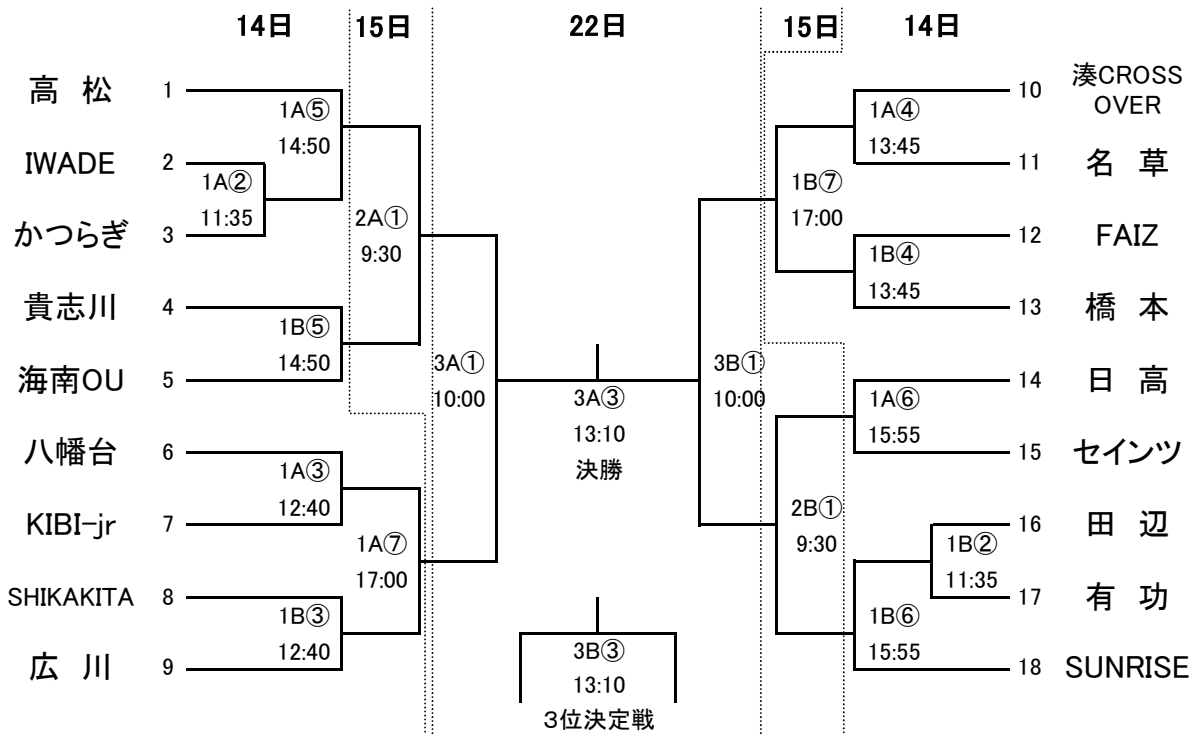 14日 15日 22日 15日 14日
高 松 1
1A⑤
14:50
IWADE 2
1A②
11:35
かつらぎ 3
2A①
9:30
貴志川 4
1B⑤
14:50
海南OU 5
3A①
10:00
八幡台 6
1A③
12:40
KIBI-jr 7
1A⑦
17:00
SHIKAKITA 8
1B③
12:40
広 川 9
3A③
13:10
決勝
3B③
13:10
３位決定戦
10 湊CROSS
OVER
1A④
13:45
11 名 草
1B⑦
17:00
12 FAIZ
1B④
13:45
13 橋 本
3B①
10:00
14 日 高
1A⑥
15:55
15 セインツ
2B①
9:30
16 田 辺
1B②
11:35
17 有 功
1B⑥
15:55
18 SUNRISE